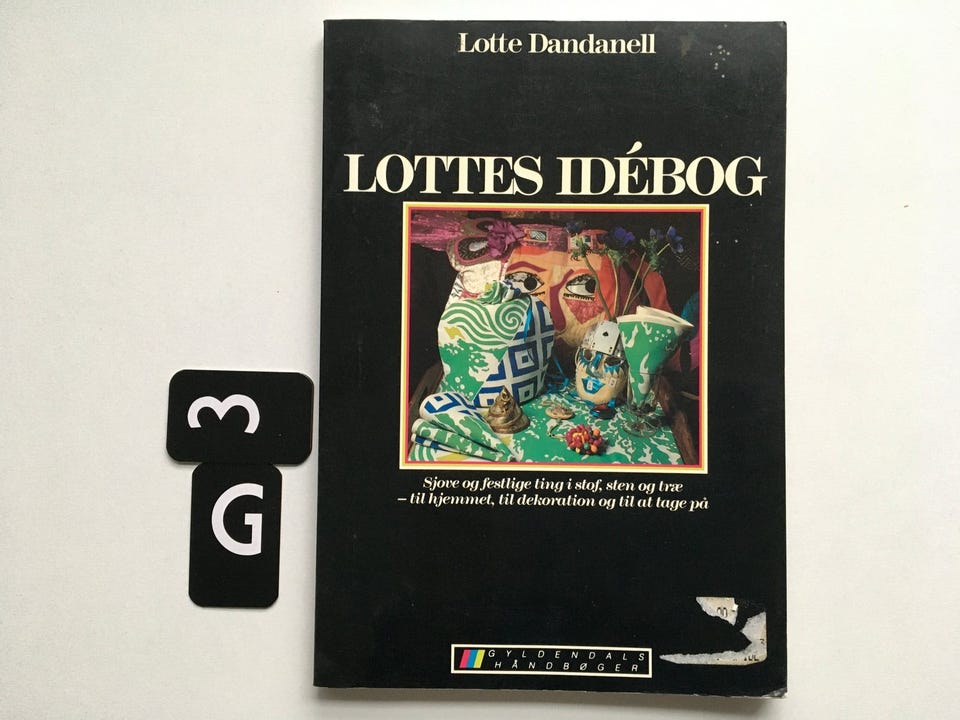 Lotte Dandanell
LOTTES IDÉBOG
Sjove og festlige ting i stof, sten og træ
– til hjemmet, til dekoration og til at tage på
GYLDENDALS
HÅNDBØGER
3
G